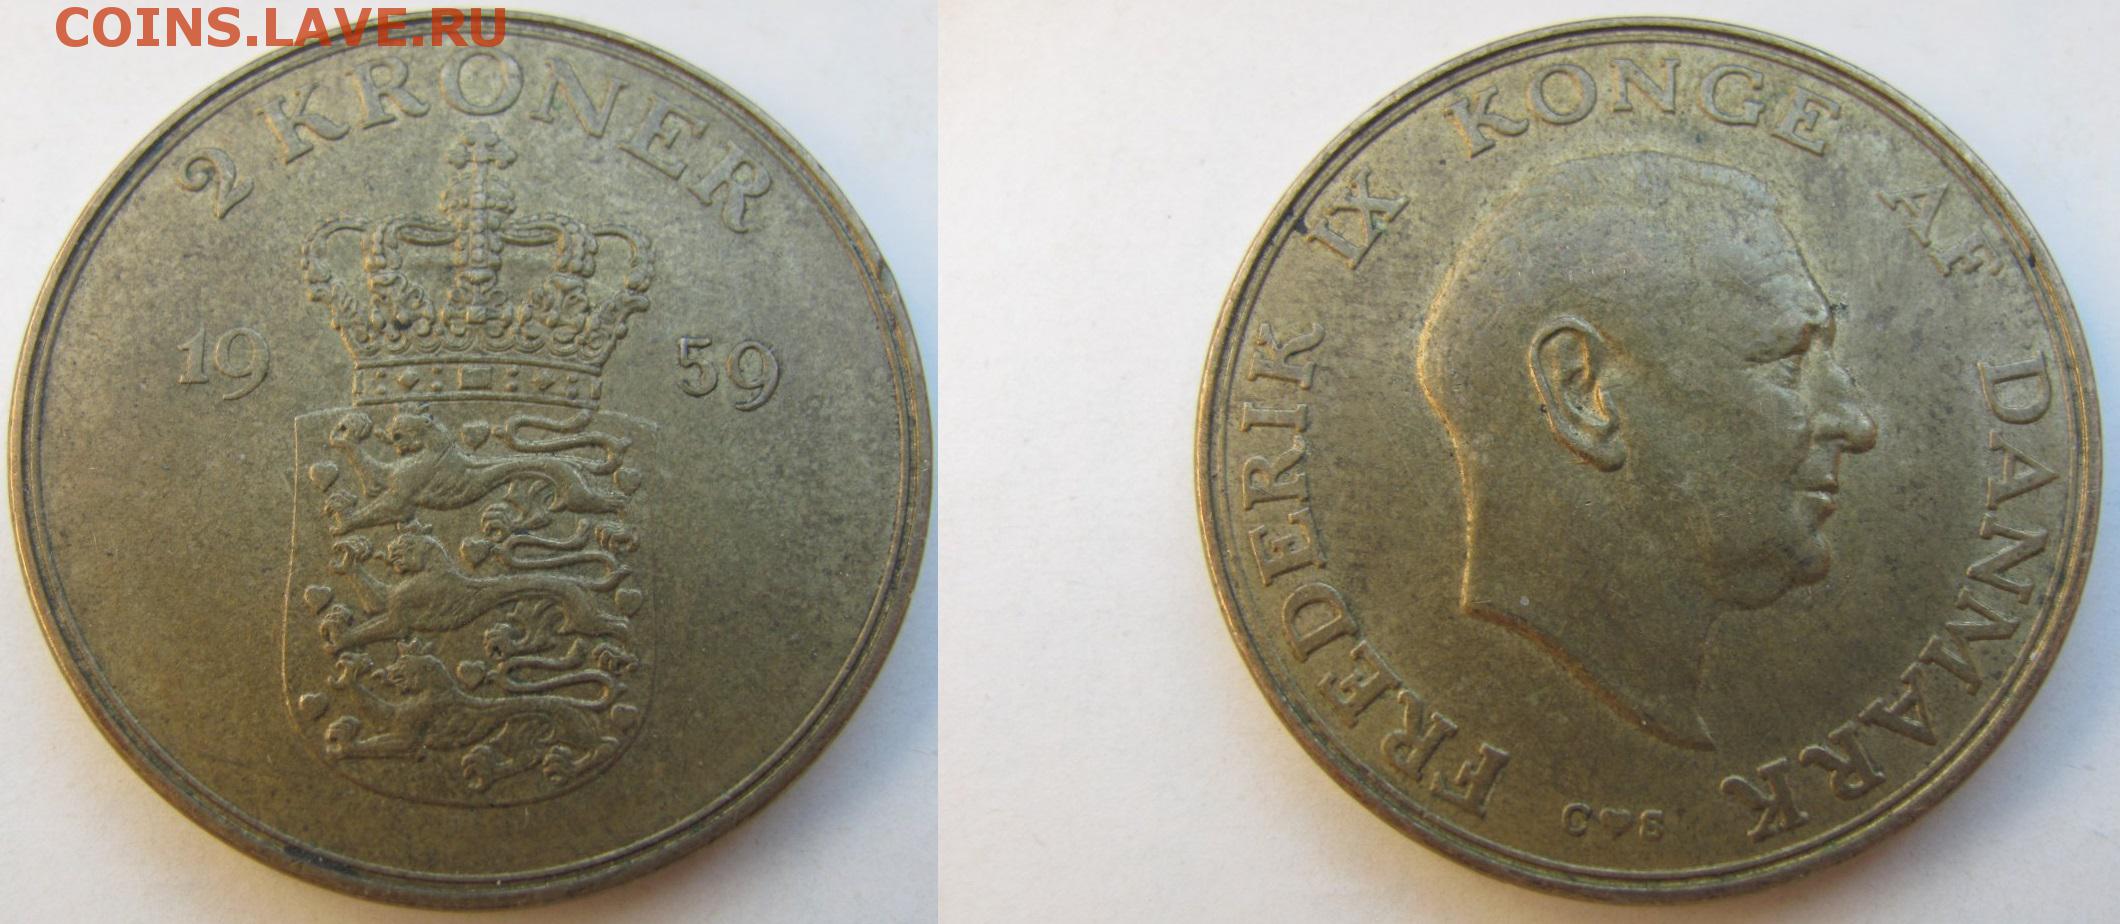 COINS.LAVE.RU
2 KRONER
19 59
FREDERIK IX KONGE AF DANMARK
C♥S